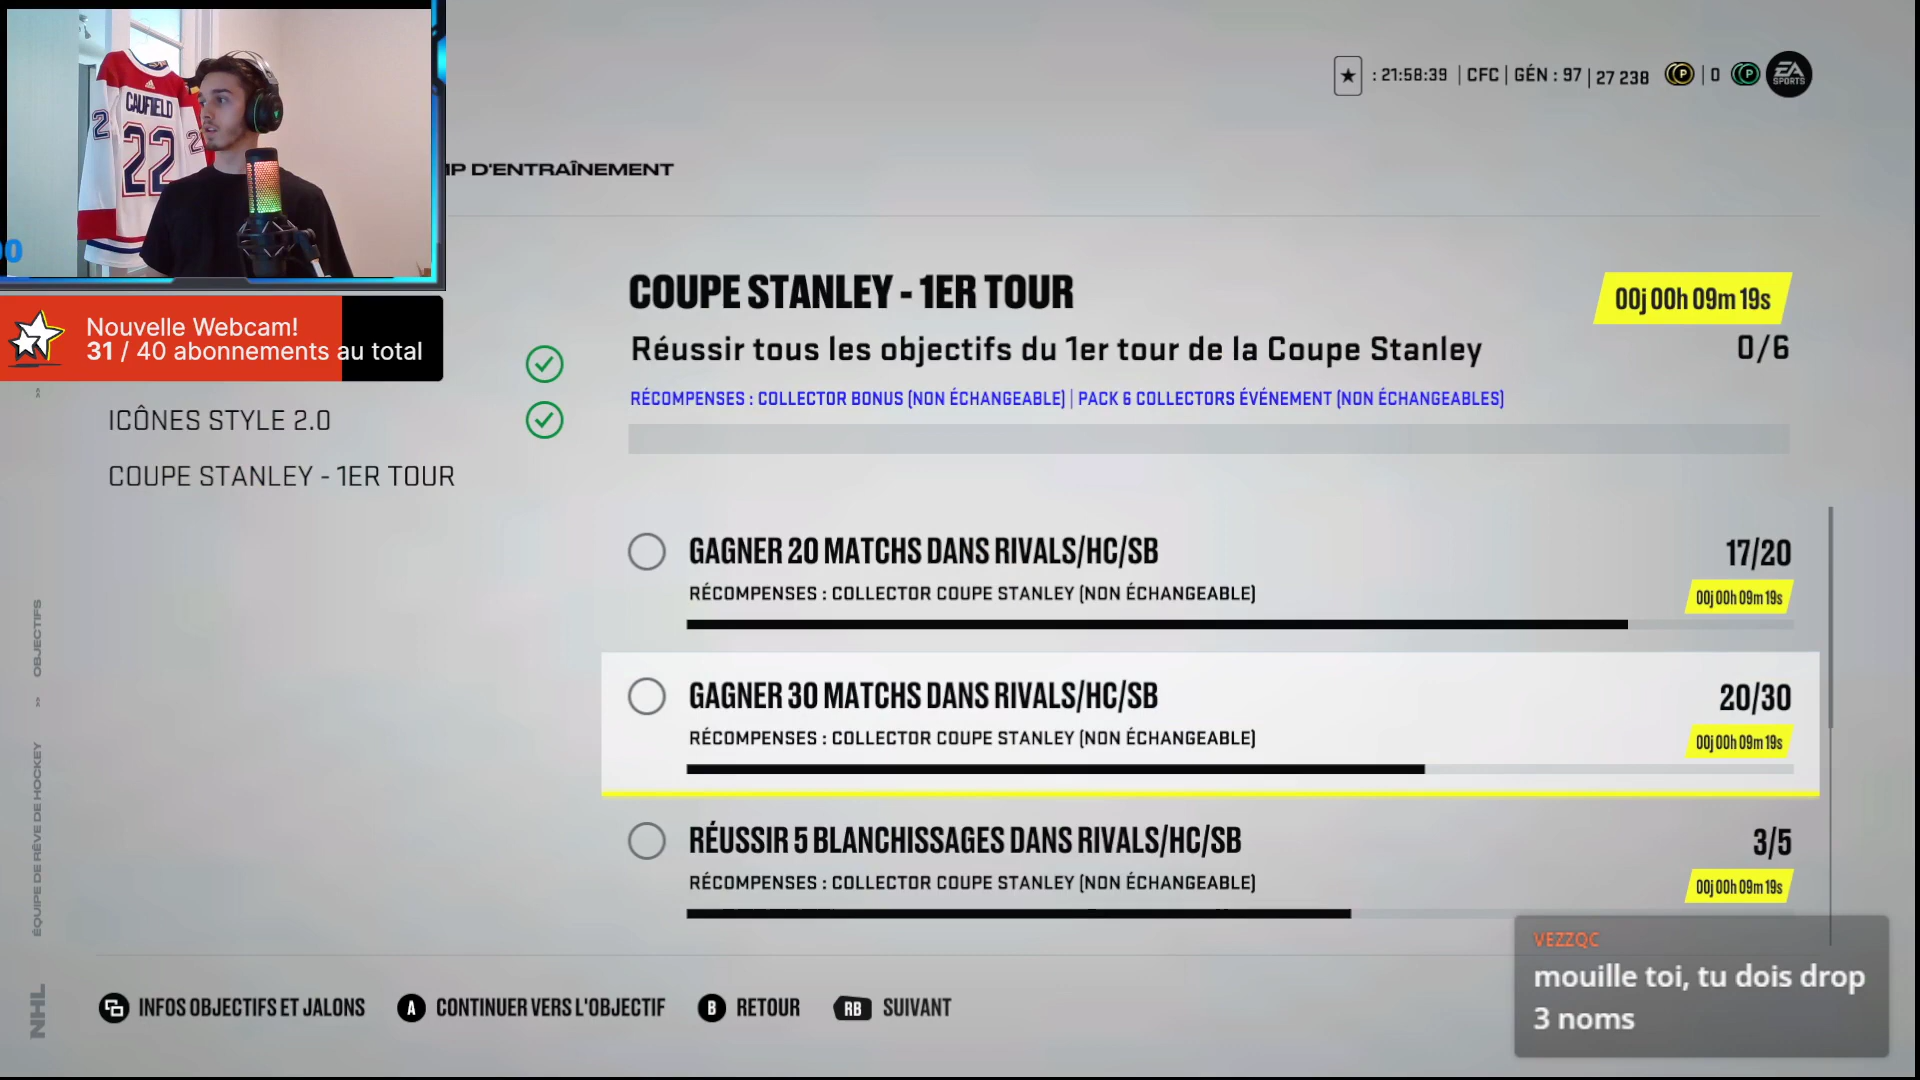 CAUFIELD
22
2
: 21:58:39 | CFC | GÉN : 97 | 27 238 P | 0 P
EA SPORTS
IP D'ENTRAÎNEMENT
00
Nouvelle Webcam!
31 / 40 abonnements au total
ICÔNES STYLE 2.0
COUPE STANLEY - 1ER TOUR
COUPE STANLEY - 1ER TOUR
00j 00h 09m 19s
Réussir tous les objectifs du 1er tour de la Coupe Stanley
0/6
RÉCOMPENSES : COLLECTOR BONUS (NON ÉCHANGEABLE) | PACK 6 COLLECTORS ÉVÉNEMENT (NON ÉCHANGEABLES)
GAGNER 20 MATCHS DANS RIVALS/HC/SB
17/20
RÉCOMPENSES : COLLECTOR COUPE STANLEY (NON ÉCHANGEABLE)
00j 00h 09m 19s
GAGNER 30 MATCHS DANS RIVALS/HC/SB
20/30
RÉCOMPENSES : COLLECTOR COUPE STANLEY (NON ÉCHANGEABLE)
00j 00h 09m 19s
RÉUSSIR 5 BLANCHISSAGES DANS RIVALS/HC/SB
3/5
RÉCOMPENSES : COLLECTOR COUPE STANLEY (NON ÉCHANGEABLE)
00j 00h 09m 19s
NHL
ÉQUIPE DE RÊVE DE HOCKEY >> OBJECTIFS >>
INFOS OBJECTIFS ET JALONS
A CONTINUER VERS L'OBJECTIF
B RETOUR
RB SUIVANT
VEZZQC
mouille toi, tu dois drop
3 noms